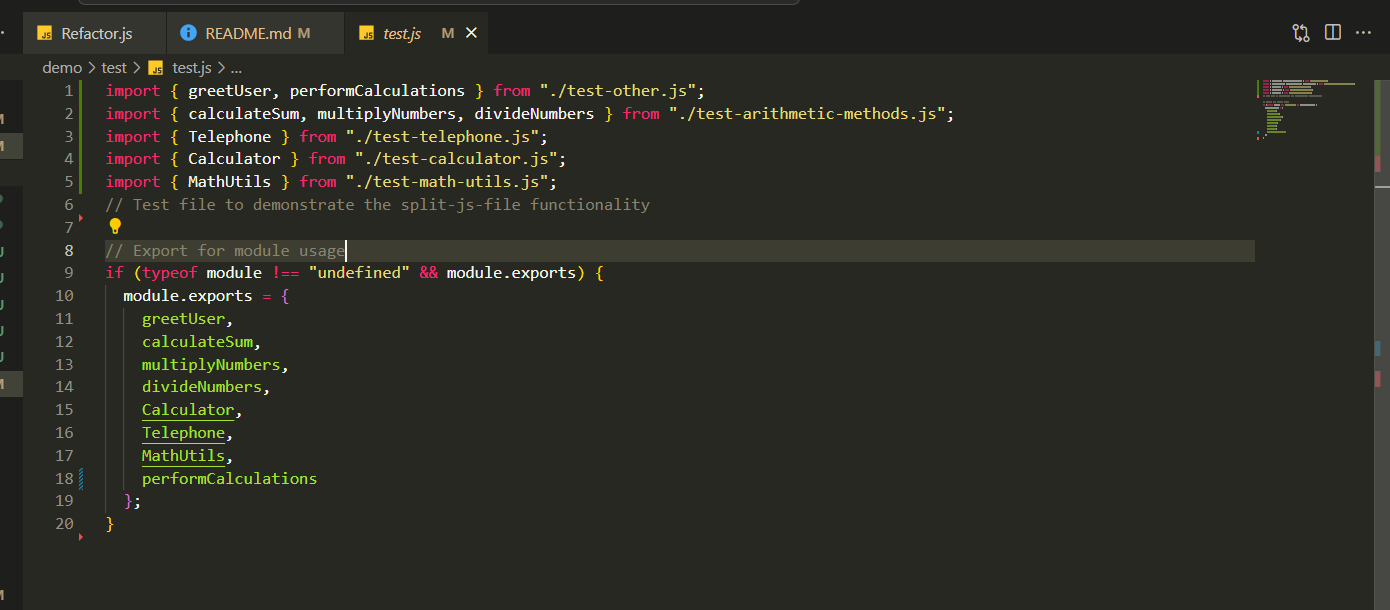 Refactor.js
README.md M
test.js M
demo > test > test.js > ...
1 import { greetUser, performCalculations } from "./test-other.js";
2 import { calculateSum, multiplyNumbers, divideNumbers } from "./test-arithmetic-methods.js";
3 import { Telephone } from "./test-telephone.js";
4 import { Calculator } from "./test-calculator.js";
5 import { MathUtils } from "./test-math-utils.js";
6 // Test file to demonstrate the split-js-file functionality
7
8 // Export for module usage
9 if (typeof module !== "undefined" && module.exports) {
10 module.exports = {
11 greetUser,
12 calculateSum,
13 multiplyNumbers,
14 divideNumbers,
15 Calculator,
16 Telephone,
17 MathUtils,
18 performCalculations
19 };
20 }